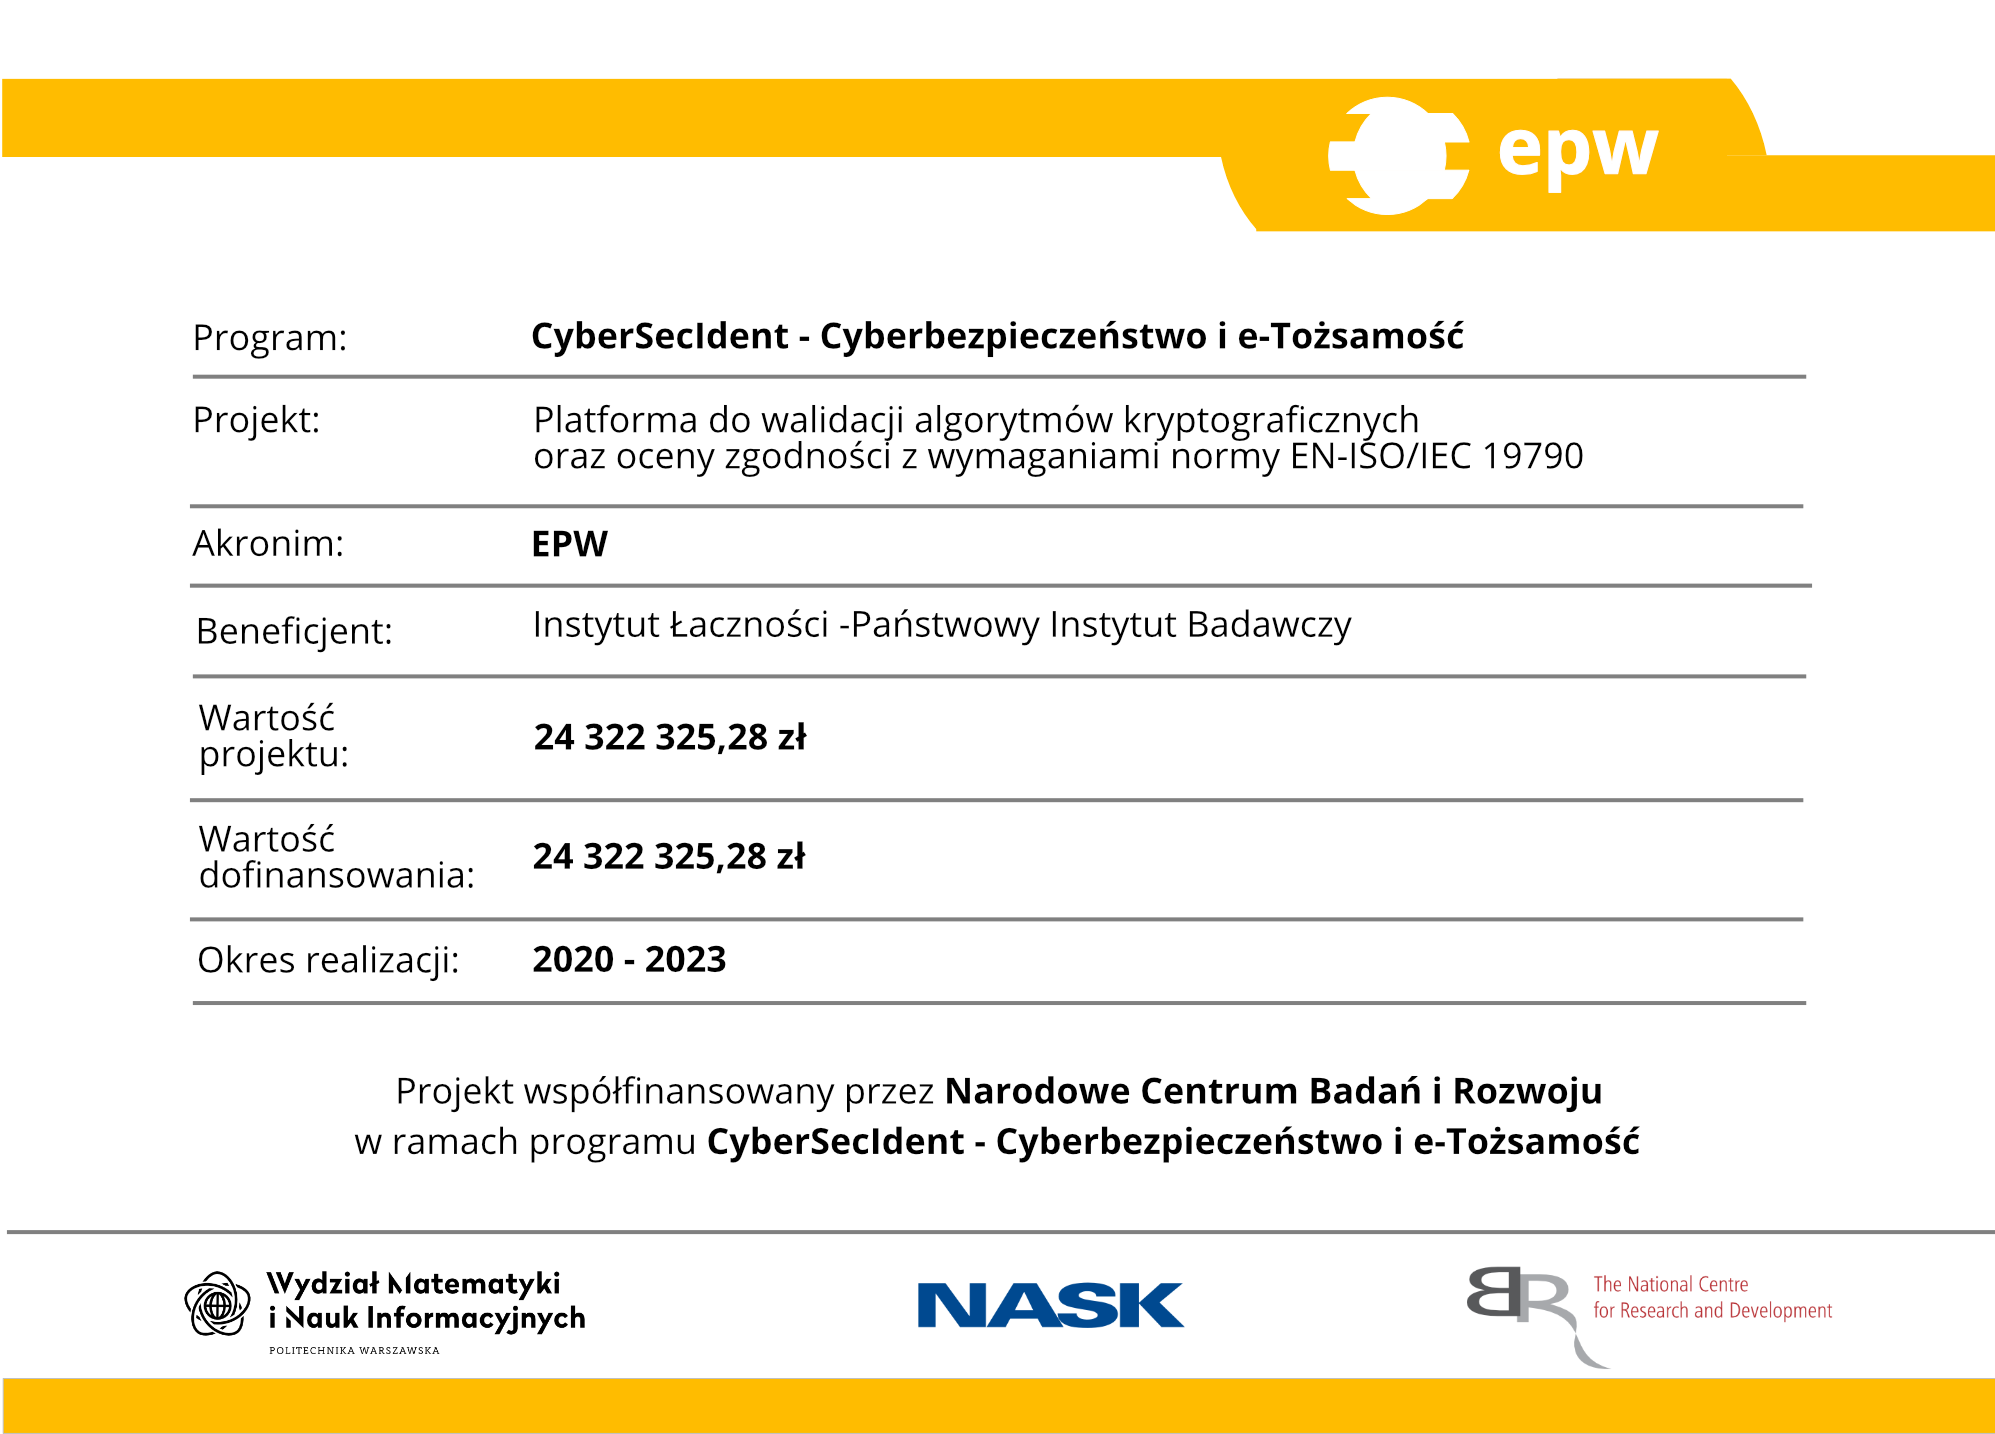 epw
Program: CyberSecIdent - Cyberbezpieczeństwo i e-Tożsamość
Projekt: Platforma do walidacji algorytmów kryptograficznych
oraz oceny zgodności z wymaganiami normy EN-ISO/IEC 19790
Akronim: EPW
Beneficjent: Instytut Łaczności -Państwowy Instytut Badawczy
Wartość
projektu: 24 322 325,28 zł
Wartość
dofinansowania: 24 322 325,28 zł
Okres realizacji: 2020 - 2023
Projekt współfinansowany przez Narodowe Centrum Badań i Rozwoju
w ramach programu CyberSecIdent - Cyberbezpieczeństwo i e-Tożsamość
Wydział Matematyki
i Nauk Informacyjnych
POLITECHNIKA WARSZAWSKA
NASK
BR
The National Centre
for Research and Development